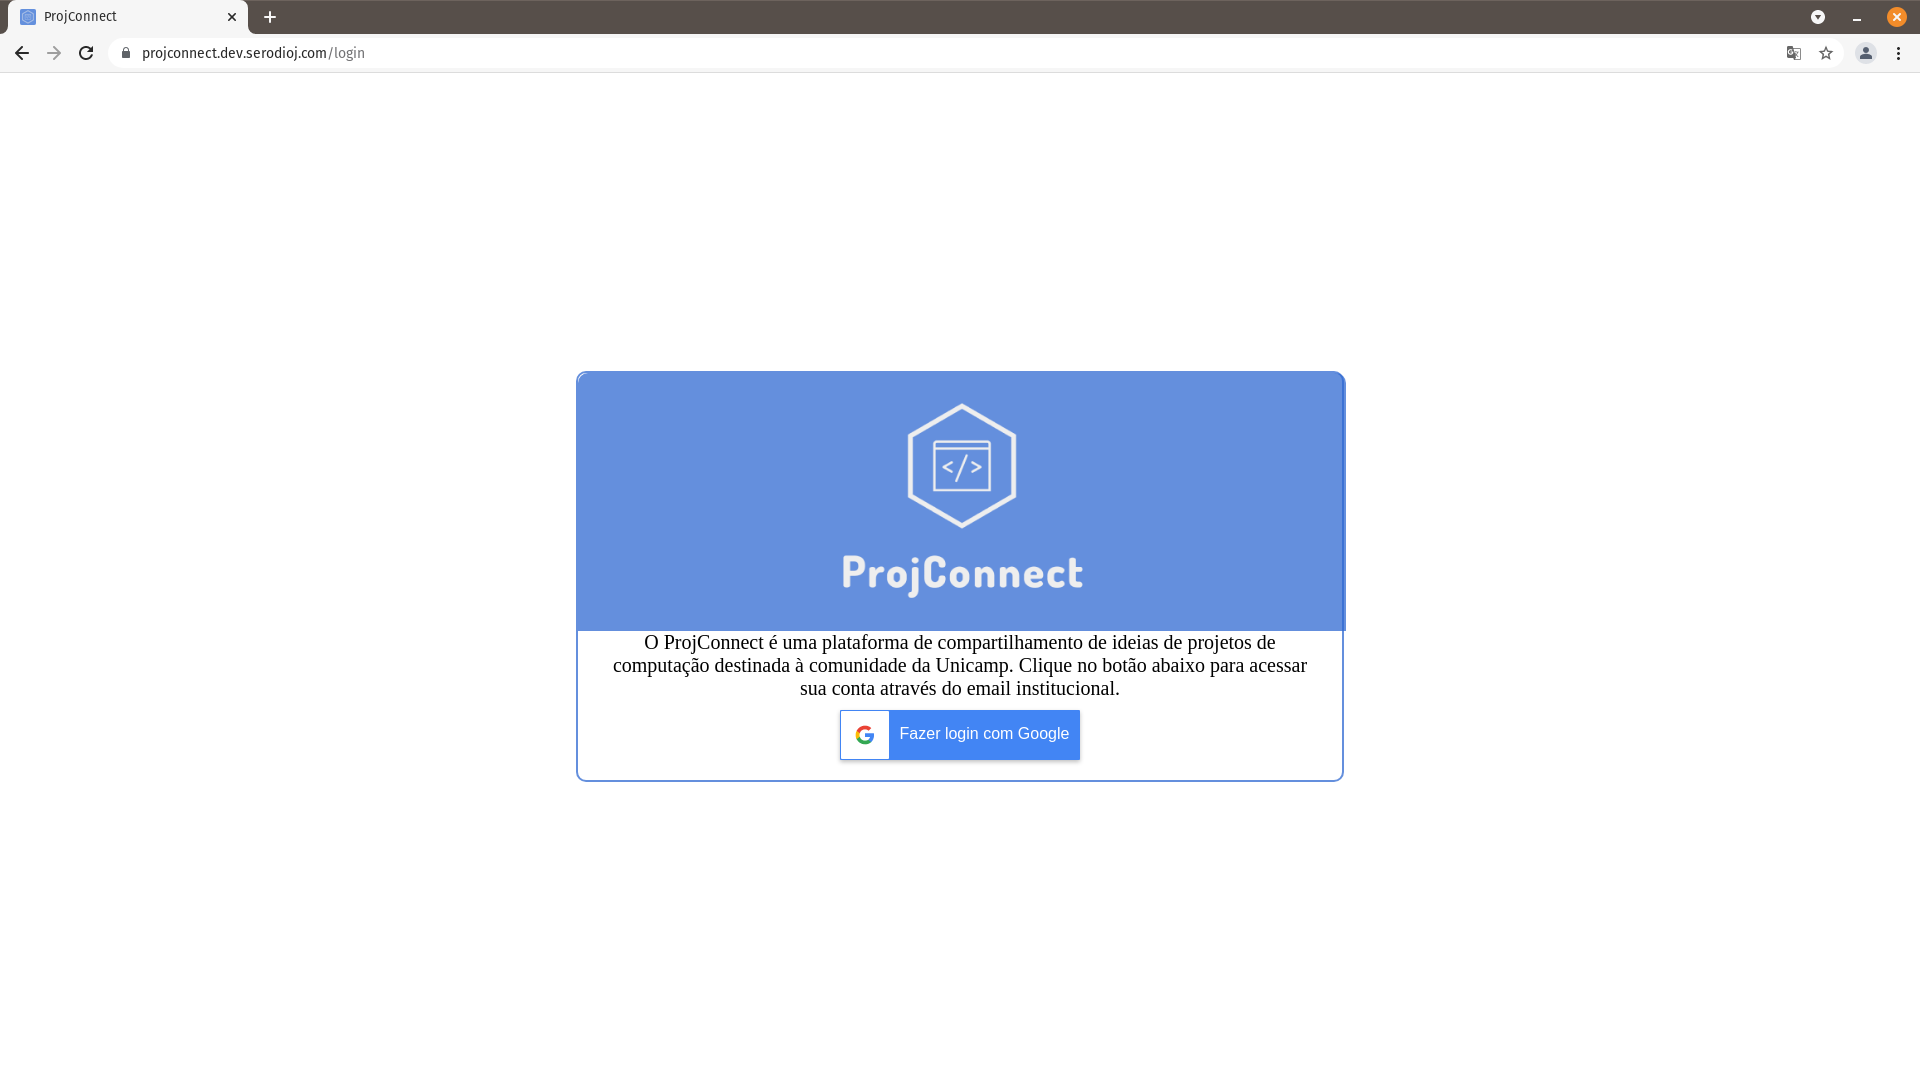 ProjConnect
projconnect.dev.serodioj.com/login
</>
ProjConnect
O ProjConnect é uma plataforma de compartilhamento de ideias de projetos de
computação destinada à comunidade da Unicamp. Clique no botão abaixo para acessar
sua conta através do email institucional.
Fazer login com Google